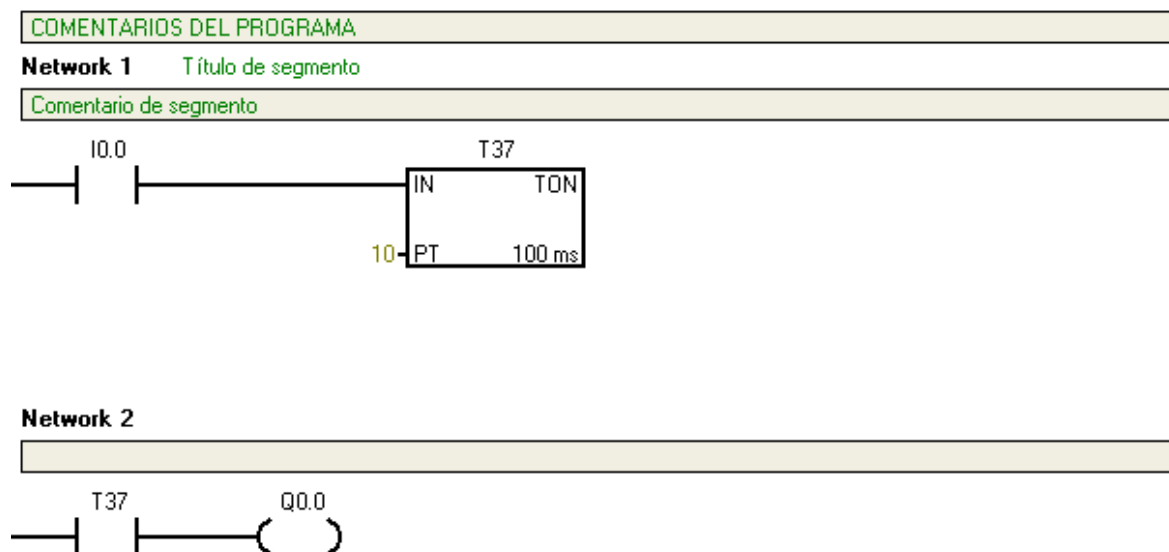 COMENTARIOS DEL PROGRAMA
Network 1 Título de segmento
Comentario de segmento
I0.0 T37
IN TON
10 PT 100 ms
Network 2
T37 Q0.0